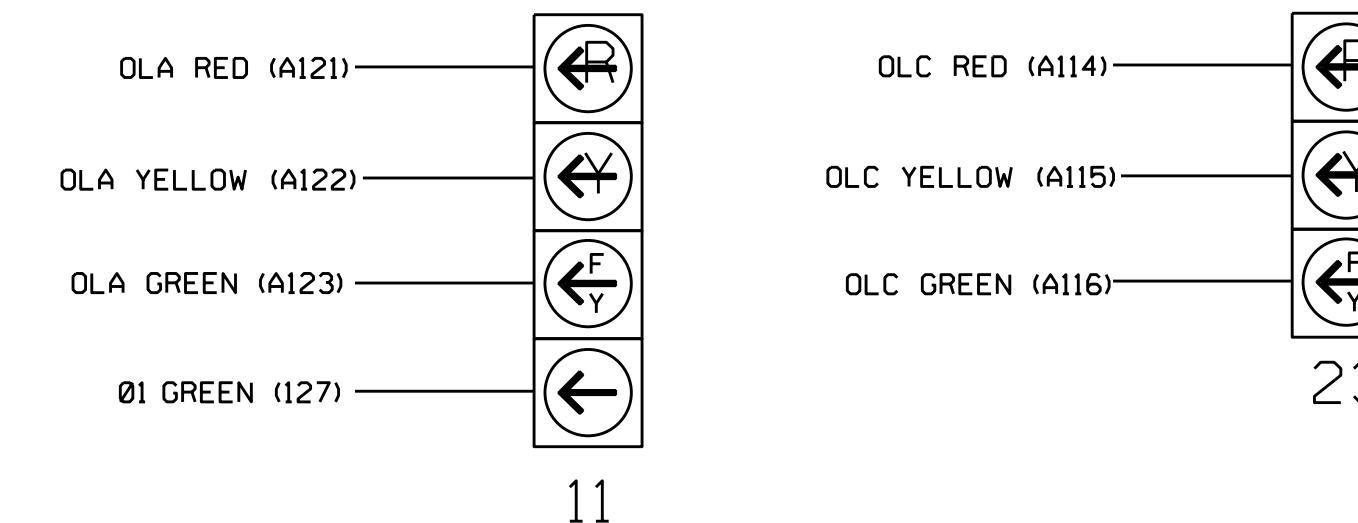 OLA RED (A121)
R
OLA YELLOW (A122)
Y
OLA GREEN (A123)
F
Y
Ø1 GREEN (127)
11
OLC RED (A114)
OLC YELLOW (A115)
OLC GREEN (A116)